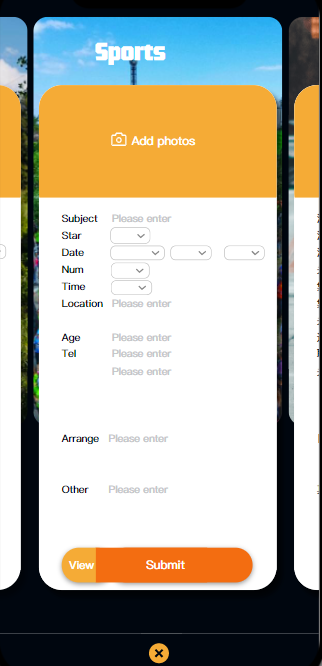 Sports
Add photos
Subject Please enter
Star
Date
Num
Time
Location Please enter
Age Please enter
Tel Please enter
Please enter
Arrange Please enter
Other Please enter
View Submit